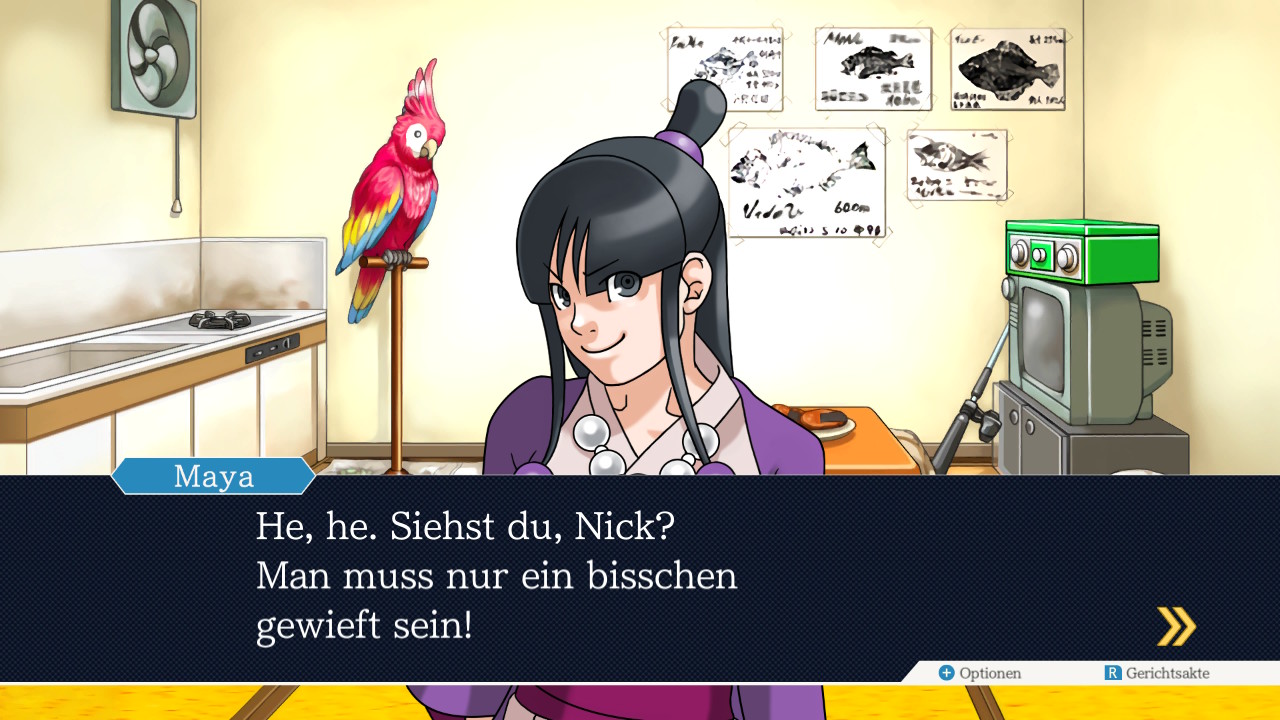 Maya
He, he. Siehst du, Nick?
Man muss nur ein bisschen
gewieft sein!
Optionen
R Gerichtsakte